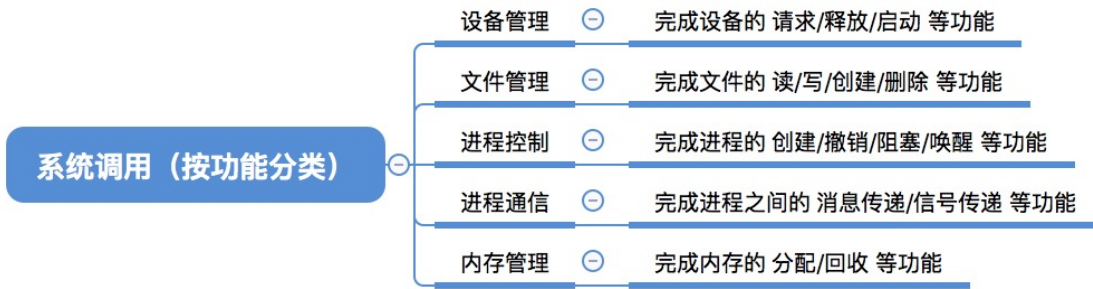 系统调用（按功能分类）
设备管理
完成设备的 请求/释放/启动 等功能
文件管理
完成文件的 读/写/创建/删除 等功能
进程控制
完成进程的 创建/撤销/阻塞/唤醒 等功能
进程通信
完成进程之间的 消息传递/信号传递 等功能
内存管理
完成内存的 分配/回收 等功能